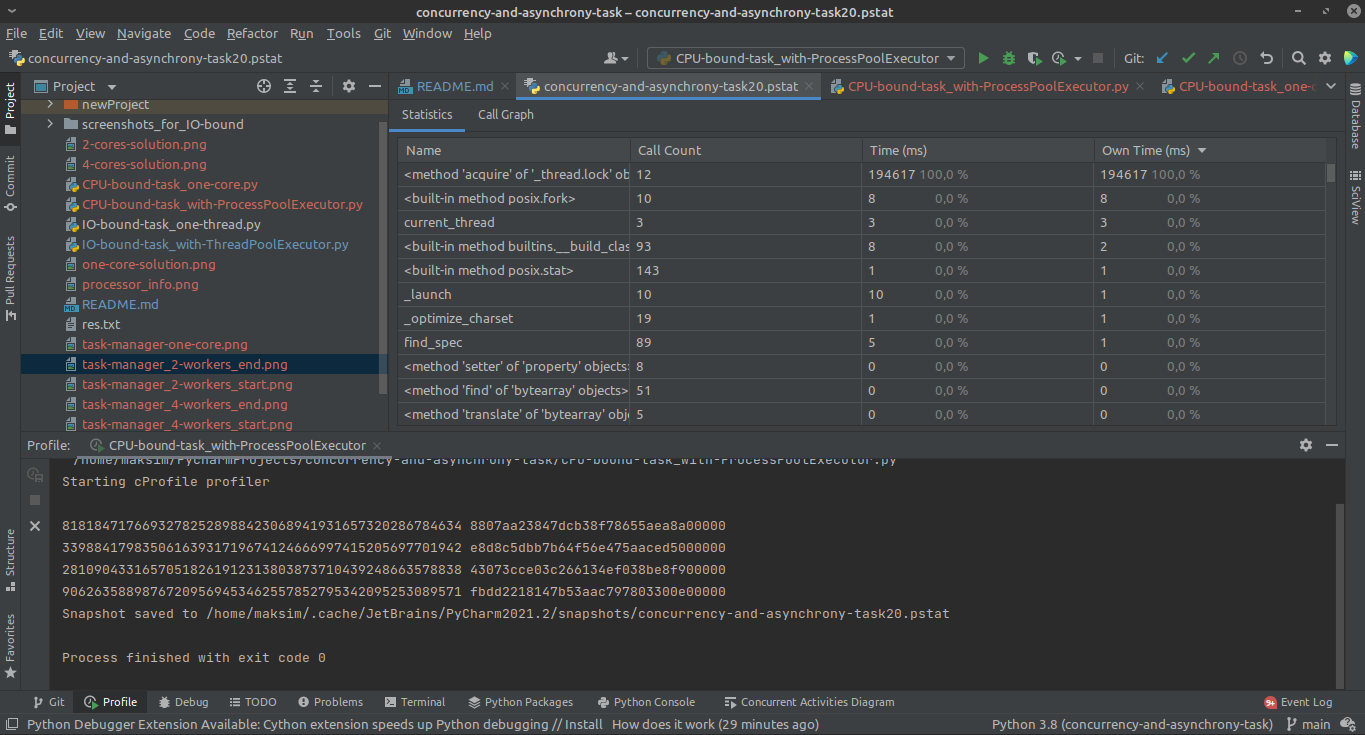 concurrency-and-asynchrony-task – concurrency-and-asynchrony-task20.pstat
File Edit View Navigate Code Refactor Run Tools Git Window Help
concurrency-and-asynchrony-task20.pstat
CPU-bound-task_with-ProcessPoolExecutor
Git:
Project
README.md
concurrency-and-asynchrony-task20.pstat
CPU-bound-task_with-ProcessPoolExecutor.py
CPU-bound-task_one-c
Project
Commit
Pull Requests
Structure
Favorites
newProject
screenshots_for_IO-bound
2-cores-solution.png
4-cores-solution.png
CPU-bound-task_one-core.py
CPU-bound-task_with-ProcessPoolExecutor.py
IO-bound-task_one-thread.py
IO-bound-task_with-ThreadPoolExecutor.py
one-core-solution.png
processor_info.png
README.md
res.txt
task-manager-one-core.png
task-manager_2-workers_end.png
task-manager_2-workers_start.png
task-manager_4-workers_end.png
task-manager_4-workers_start.png
Statistics Call Graph
Name Call Count Time (ms) Own Time (ms)
<method 'acquire' of '_thread.lock' ob 12 194617 100,0 % 194617 100,0 %
<built-in method posix.fork> 10 8 0,0 % 8 0,0 %
current_thread 3 3 0,0 % 3 0,0 %
<built-in method builtins.__build_clas 93 8 0,0 % 2 0,0 %
<built-in method posix.stat> 143 1 0,0 % 1 0,0 %
_launch 10 10 0,0 % 1 0,0 %
_optimize_charset 19 1 0,0 % 1 0,0 %
find_spec 89 5 0,0 % 1 0,0 %
<method 'setter' of 'property' objects> 8 0 0,0 % 0 0,0 %
<method 'find' of 'bytearray' objects> 51 0 0,0 % 0 0,0 %
<method 'translate' of 'bytearray' obje 5 0 0,0 % 0 0,0 %
Database
SciView
Profile: CPU-bound-task_with-ProcessPoolExecutor
/home/maksim/PycharmProjects/concurrency-and-asynchrony-task/CPU-bound-task_with-ProcessPoolExecutor.py
Starting cProfile profiler
81818471766932782528988423068941931657320286784634 8807aa23847dcb38f78655aea8a00000
33988417983506163931719674124666997415205697701942 e8d8c5dbb7b64f56e475aaced5000000
28109043316570518261912313803873710439248663578838 43073cce03c266134ef038be8f900000
90626358898767209569453462557852795342095253089571 fbdd2218147b53aac797803300e00000
Snapshot saved to /home/maksim/.cache/JetBrains/PyCharm2021.2/snapshots/concurrency-and-asynchrony-task20.pstat
Process finished with exit code 0
Git Profile Debug TODO Problems Terminal Python Packages Python Console Concurrent Activities Diagram 9+ Event Log
Python Debugger Extension Available: Cython extension speeds up Python debugging // Install How does it work (29 minutes ago) Python 3.8 (concurrency-and-asynchrony-task) main